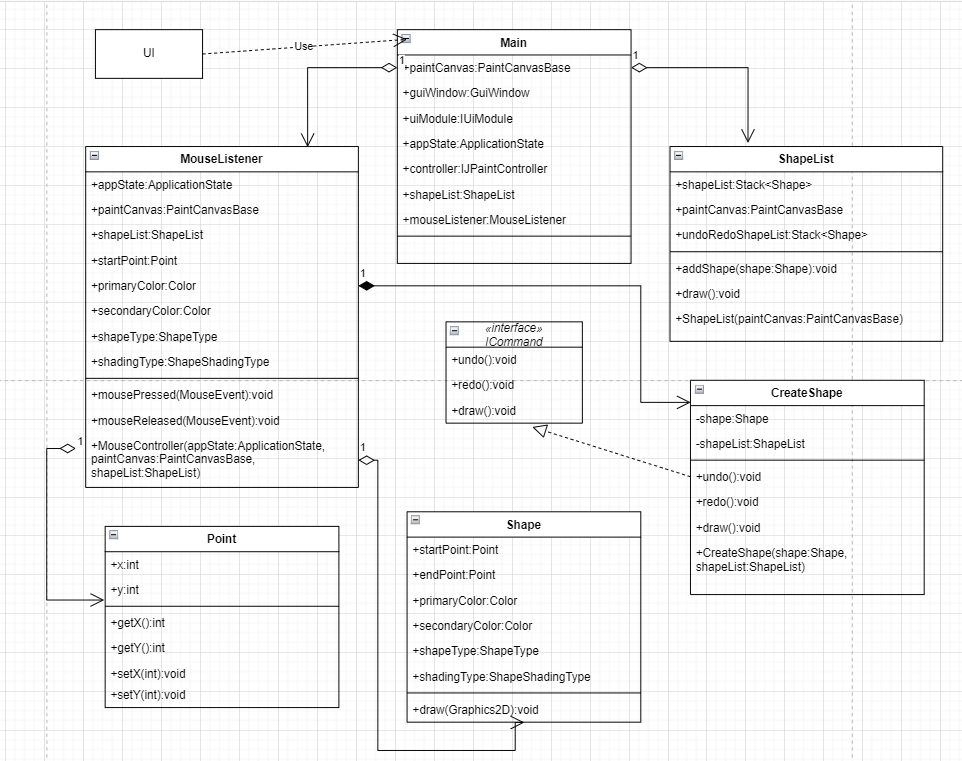 UI
Use
Main
1
+paintCanvas:PaintCanvasBase
+guiWindow:GuiWindow
+uiModule:IUiModule
+appState:ApplicationState
+controller:IJPaintController
+shapeList:ShapeList
+mouseListener:MouseListener
1
MouseListener
+appState:ApplicationState
+paintCanvas:PaintCanvasBase
+shapeList:ShapeList
+startPoint:Point
+primaryColor:Color
+secondaryColor:Color
+shapeType:ShapeType
+shadingType:ShapeShadingType
+mousePressed(MouseEvent):void
+mouseReleased(MouseEvent):void
+MouseController(appState:ApplicationState,
paintCanvas:PaintCanvasBase,
shapeList:ShapeList)
1
1
1
ShapeList
+shapeList:Stack<Shape>
+paintCanvas:PaintCanvasBase
+undoRedoShapeList:Stack<Shape>
+addShape(shape:Shape):void
+draw():void
+ShapeList(paintCanvas:PaintCanvasBase)
«interface»
ICommand
+undo():void
+redo():void
+draw():void
CreateShape
-shape:Shape
-shapeList:ShapeList
+undo():void
+redo():void
+draw():void
+CreateShape(shape:Shape,
shapeList:ShapeList)
Point
+x:int
+y:int
+getX():int
+getY():int
+setX(int):void
+setY(int):void
Shape
+startPoint:Point
+endPoint:Point
+primaryColor:Color
+secondaryColor:Color
+shapeType:ShapeType
+shadingType:ShapeShadingType
+draw(Graphics2D):void